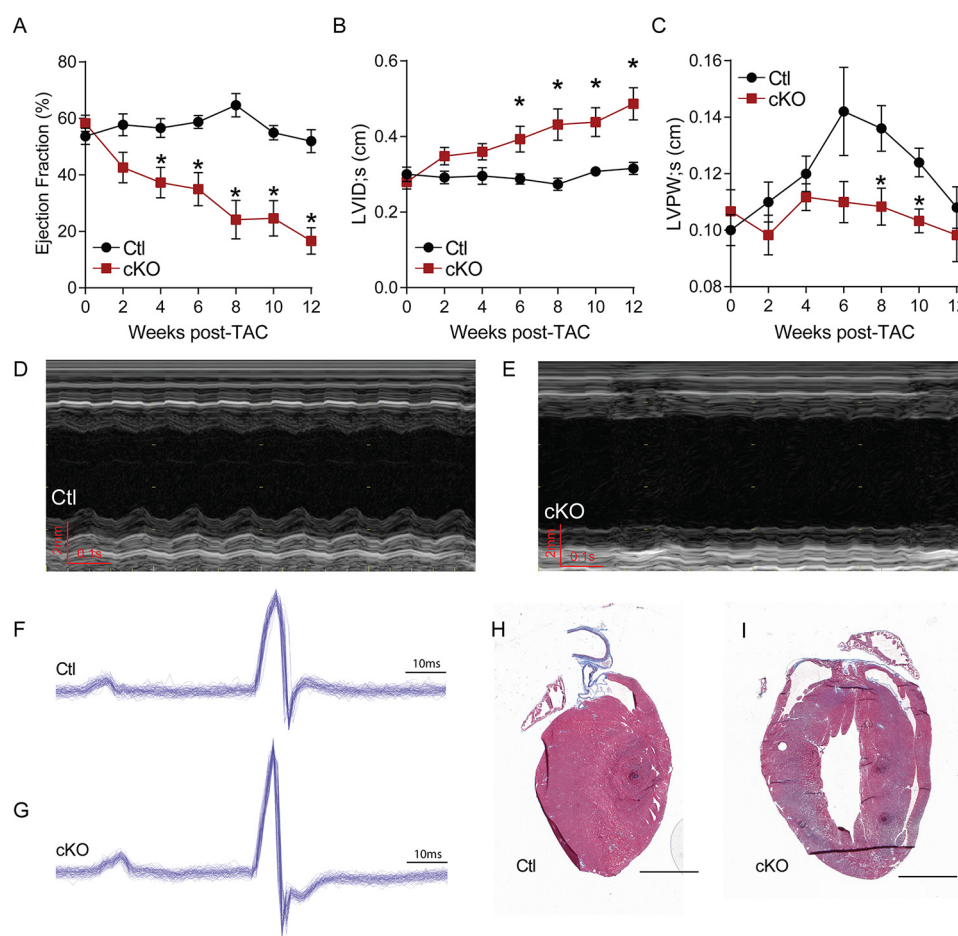 A
Ejection Fraction (%)
80
60
40
20
0
* * * * *
Ctl
cKO
0 2 4 6 8 10 12
Weeks post-TAC
B
LVID;s (cm)
0.6
0.4
0.2
0.0
* * * *
Ctl
cKO
0 2 4 6 8 10 12
Weeks post-TAC
C
LVPW;s (cm)
0.16
0.14
0.12
0.10
0.08
Ctl
cKO
* *
0 2 4 6 8 10 12
Weeks post-TAC
D
Ctl
2mm
0.1s
E
cKO
2mm
0.1s
F
Ctl
10ms
G
cKO
10ms
H
Ctl
I
cKO